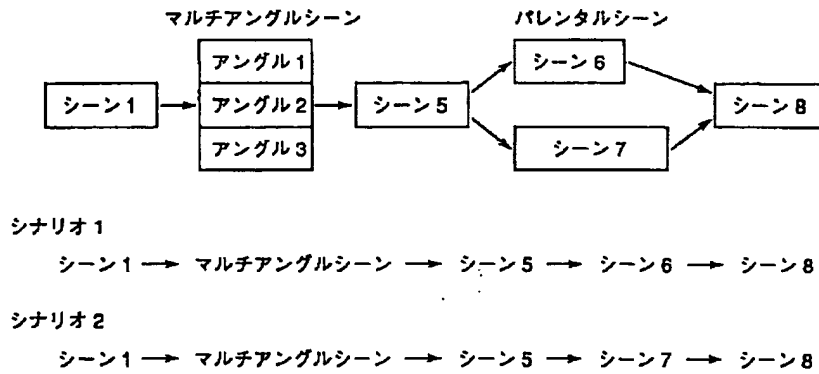 マルチアングルシーン
パレンタルシーン
アングル1
シーン6
シーン1
アングル2
シーン5
シーン8
アングル3
シーン7
シナリオ1
シーン1 → マルチアングルシーン → シーン5 → シーン6 → シーン8
シナリオ2
シーン1 → マルチアングルシーン → シーン5 → シーン7 → シーン8